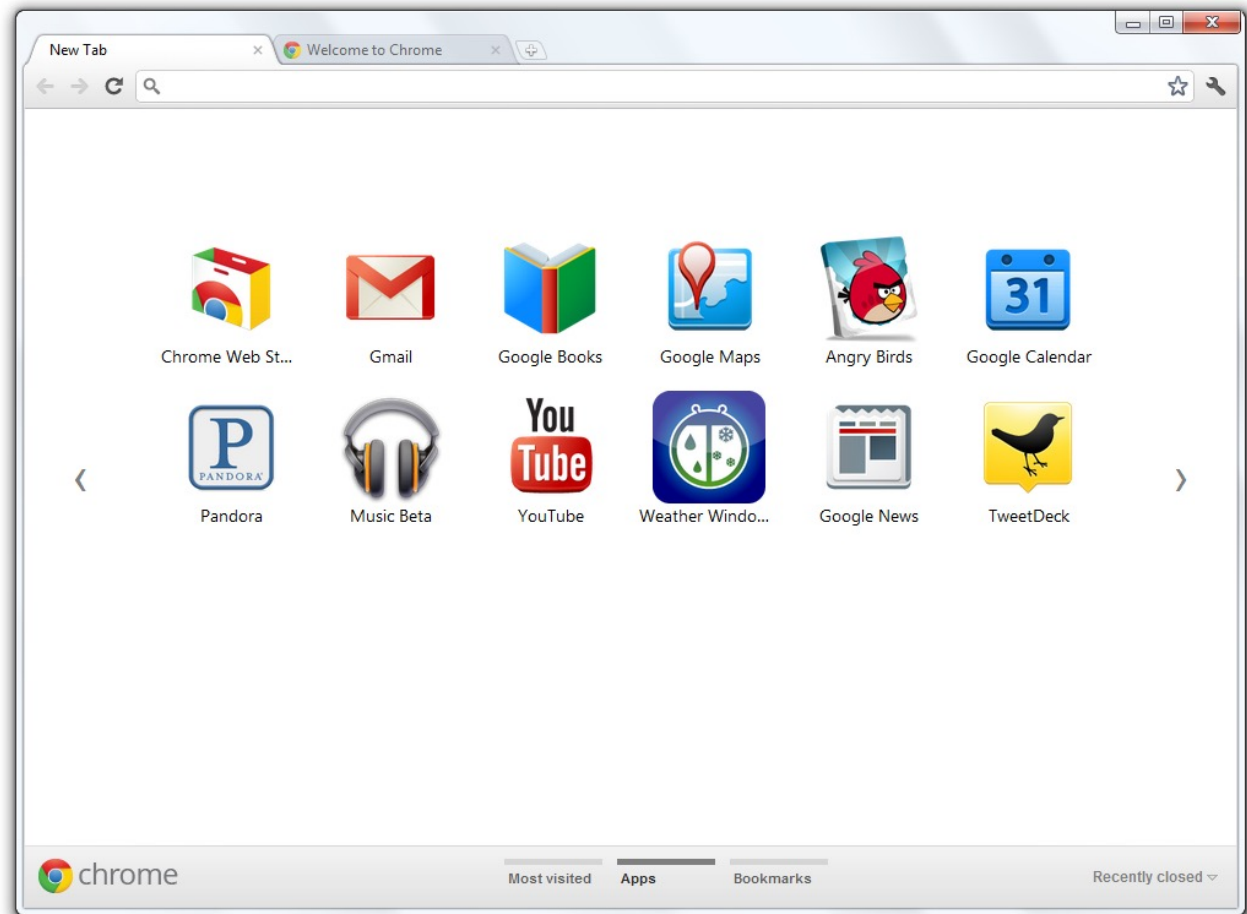 New Tab
Welcome to Chrome
Chrome Web St...
Gmail
Google Books
Google Maps
Angry Birds
31
Google Calendar
P
PANDORA
Pandora
Music Beta
You
Tube
YouTube
Weather Windo...
Google News
TweetDeck
chrome
Most visited
Apps
Bookmarks
Recently closed